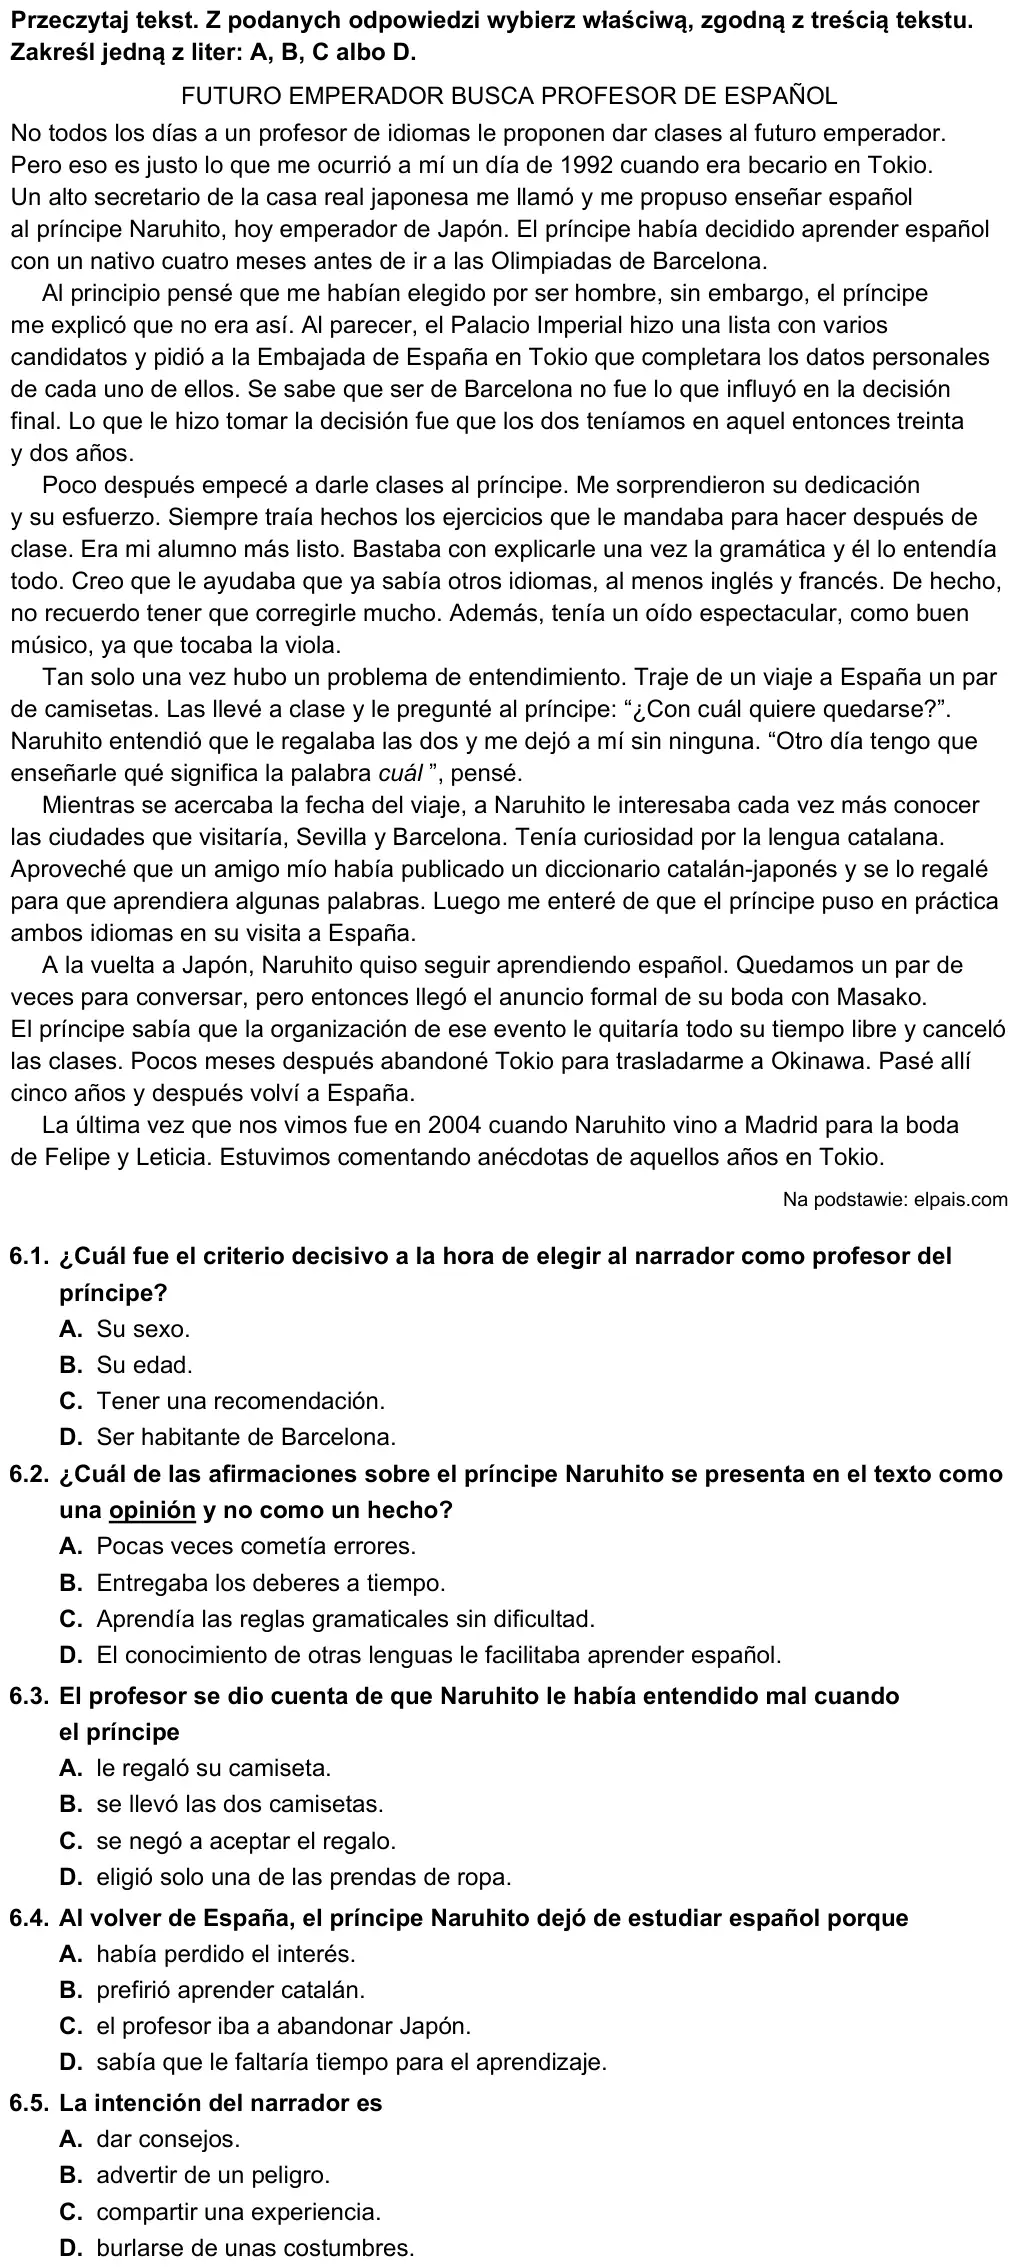 Przeczytaj tekst. Z podanych odpowiedzi wybierz właściwą, zgodną z treścią tekstu.
Zakreśl jedną z liter: A, B, C albo D.
FUTURO EMPERADOR BUSCA PROFESOR DE ESPAÑOL
No todos los días a un profesor de idiomas le proponen dar clases al futuro emperador.
Pero eso es justo lo que me ocurrió a mí un día de 1992 cuando era becario en Tokio.
Un alto secretario de la casa real japonesa me llamó y me propuso enseñar español
al príncipe Naruhito, hoy emperador de Japón. El príncipe había decidido aprender español
con un nativo cuatro meses antes de ir a las Olimpiadas de Barcelona.
Al principio pensé que me habían elegido por ser hombre, sin embargo, el príncipe
me explicó que no era así. Al parecer, el Palacio Imperial hizo una lista con varios
candidatos y pidió a la Embajada de España en Tokio que completara los datos personales
de cada uno de ellos. Se sabe que ser de Barcelona no fue lo que influyó en la decisión
final. Lo que le hizo tomar la decisión fue que los dos teníamos en aquel entonces treinta
y dos años.
Poco después empecé a darle clases al príncipe. Me sorprendieron su dedicación
y su esfuerzo. Siempre traía hechos los ejercicios que le mandaba para hacer después de
clase. Era mi alumno más listo. Bastaba con explicarle una vez la gramática y él lo entendía
todo. Creo que le ayudaba que ya sabía otros idiomas, al menos inglés y francés. De hecho,
no recuerdo tener que corregirle mucho. Además, tenía un oído espectacular, como buen
músico, ya que tocaba la viola.
Tan solo una vez hubo un problema de entendimiento. Traje de un viaje a España un par
de camisetas. Las llevé a clase y le pregunté al príncipe: “¿Con cuál quiere quedarse?”.
Naruhito entendió que le regalaba las dos y me dejó a mí sin ninguna. “Otro día tengo que
enseñarle qué significa la palabra cuál ”, pensé.
Mientras se acercaba la fecha del viaje, a Naruhito le interesaba cada vez más conocer
las ciudades que visitaría, Sevilla y Barcelona. Tenía curiosidad por la lengua catalana.
Aproveché que un amigo mío había publicado un diccionario catalán-japonés y se lo regalé
para que aprendiera algunas palabras. Luego me enteré de que el príncipe puso en práctica
ambos idiomas en su visita a España.
A la vuelta a Japón, Naruhito quiso seguir aprendiendo español. Quedamos un par de
veces para conversar, pero entonces llegó el anuncio formal de su boda con Masako.
El príncipe sabía que la organización de ese evento le quitaría todo su tiempo libre y canceló
las clases. Pocos meses después abandoné Tokio para trasladarme a Okinawa. Pasé allí
cinco años y después volví a España.
La última vez que nos vimos fue en 2004 cuando Naruhito vino a Madrid para la boda
de Felipe y Leticia. Estuvimos comentando anécdotas de aquellos años en Tokio.
Na podstawie: elpais.com
6.1. ¿Cuál fue el criterio decisivo a la hora de elegir al narrador como profesor del
príncipe?
A. Su sexo.
B. Su edad.
C. Tener una recomendación.
D. Ser habitante de Barcelona.
6.2. ¿Cuál de las afirmaciones sobre el príncipe Naruhito se presenta en el texto como
una opinión y no como un hecho?
A. Pocas veces cometía errores.
B. Entregaba los deberes a tiempo.
C. Aprendía las reglas gramaticales sin dificultad.
D. El conocimiento de otras lenguas le facilitaba aprender español.
6.3. El profesor se dio cuenta de que Naruhito le había entendido mal cuando
el príncipe
A. le regaló su camiseta.
B. se llevó las dos camisetas.
C. se negó a aceptar el regalo.
D. eligió solo una de las prendas de ropa.
6.4. Al volver de España, el príncipe Naruhito dejó de estudiar español porque
A. había perdido el interés.
B. prefirió aprender catalán.
C. el profesor iba a abandonar Japón.
D. sabía que le faltaría tiempo para el aprendizaje.
6.5. La intención del narrador es
A. dar consejos.
B. advertir de un peligro.
C. compartir una experiencia.
D. burlarse de unas costumbres.